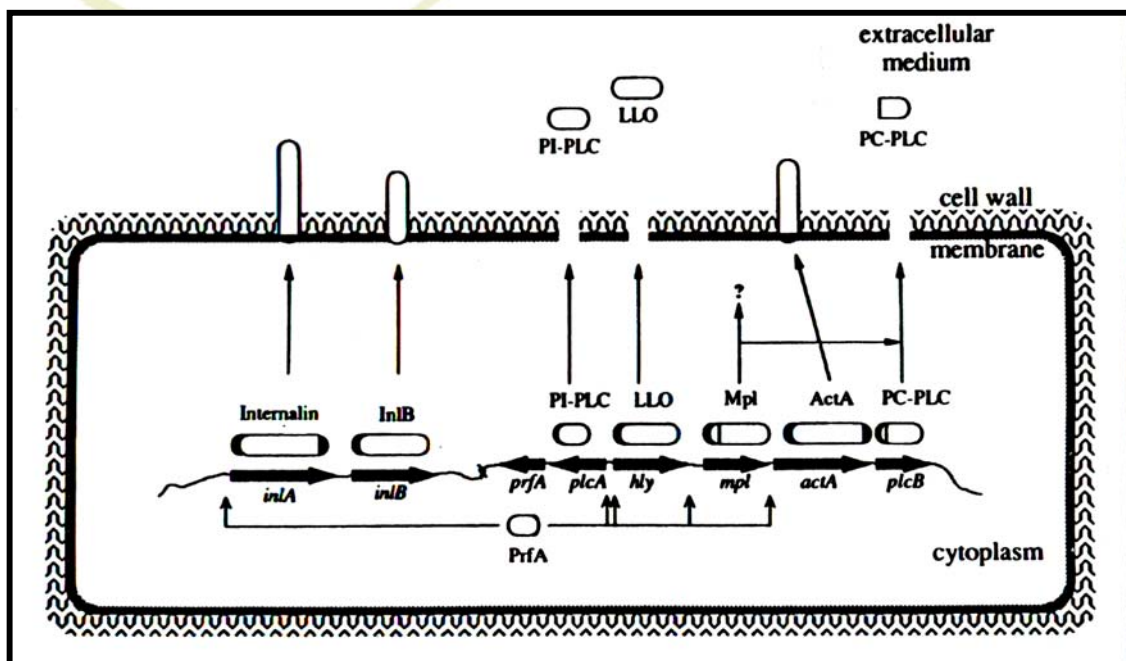 extracellular
medium
LLO
PI-PLC
PC-PLC
cell wall
membrane
?
Internalin InlB PI-PLC LLO Mpl ActA PC-PLC
inlA inlB prfA plcA hly mpl actA plcB
PrfA
cytoplasm